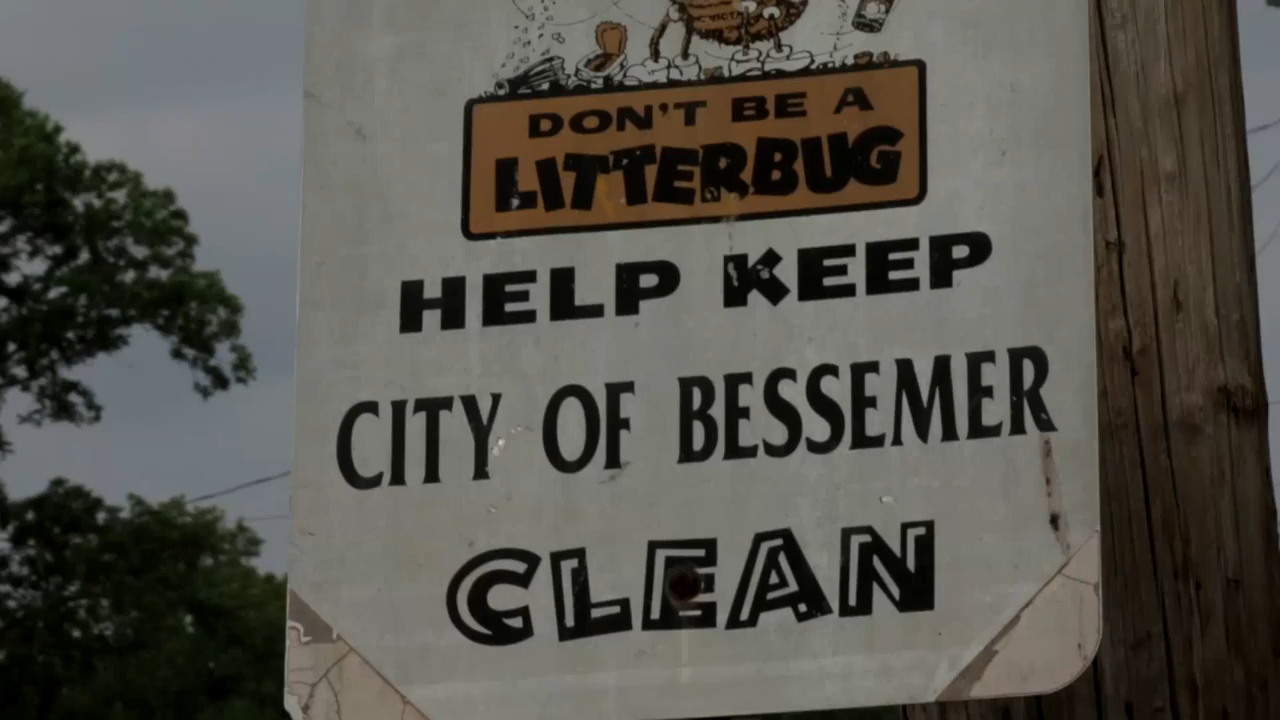 DON'T BE A
LITTERBUG
HELP KEEP
CITY OF BESSEMER
CLEAN